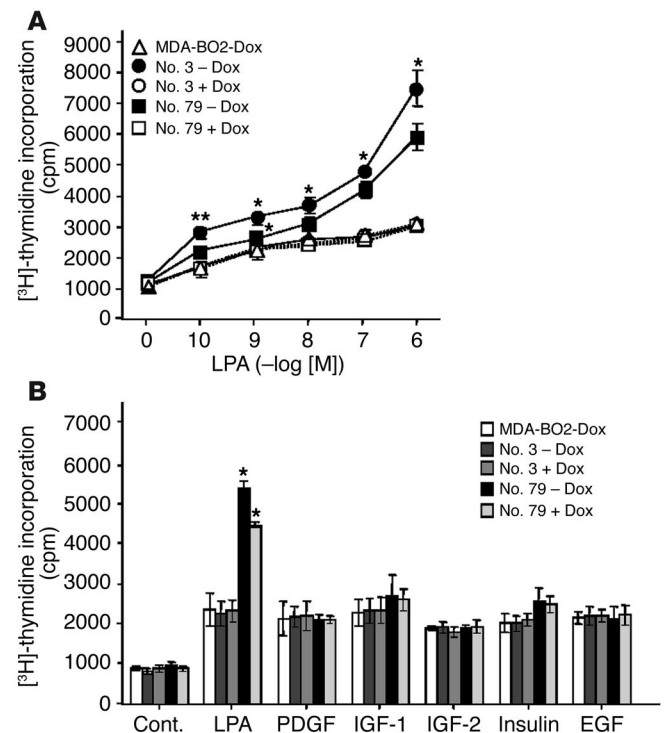 A
[³H]-thymidine incorporation
(cpm)
9000
8000
7000
6000
5000
4000
3000
2000
1000
0
MDA-BO2-Dox
No. 3 – Dox
No. 3 + Dox
No. 79 – Dox
No. 79 + Dox
**
*
*
*
*
*
0 10 9 8 7 6
LPA (–log [M])
B
[³H]-thymidine incorporation
(cpm)
7000
6000
5000
4000
3000
2000
1000
0
MDA-BO2-Dox
No. 3 – Dox
No. 3 + Dox
No. 79 – Dox
No. 79 + Dox
*
*
Cont. LPA PDGF IGF-1 IGF-2 Insulin EGF